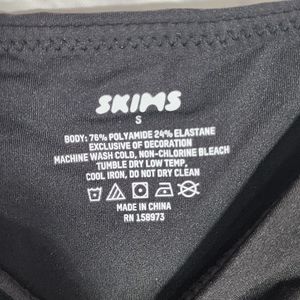 SKIMS
S
BODY: 76% POLYAMIDE 24% ELASTANE
EXCLUSIVE OF DECORATION
MACHINE WASH COLD, NON-CHLORINE BLEACH
TUMBLE DRY LOW TEMP,
COOL IRON, DO NOT DRY CLEAN
MADE IN CHINA
RN 158973